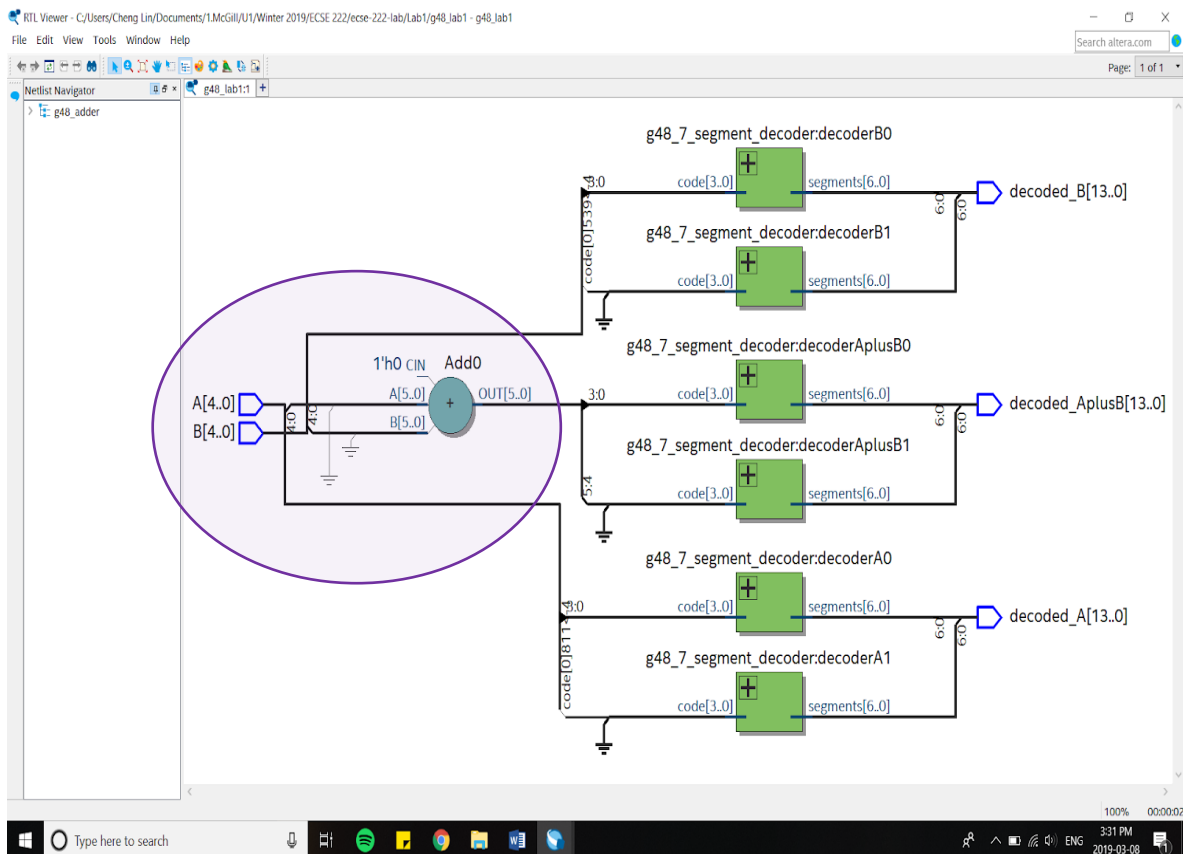 RTL Viewer - C:/Users/Cheng Lin/Documents/1.McGill/U1/Winter 2019/ECSE 222/ecse-222-lab/Lab1/g48_lab1 - g48_lab1
File Edit View Tools Window Help
Search altera.com
Page: 1 of 1
Netlist Navigator
g48_lab1:1
g48_adder
g48_7_segment_decoder:decoderB0
3:0 code[3..0] segments[6..0] decoded_B[13..0]
6:0 6:0
g48_7_segment_decoder:decoderB1
code[3..0] segments[6..0]
g48_7_segment_decoder:decoderAplusB0
1'h0 CIN Add0
A[4..0] 4:0 4:0 A[5..0] + OUT[5..0] 3:0 code[3..0] segments[6..0] decoded_AplusB[13..0]
B[4..0] B[5..0] 6:0 6:0
g48_7_segment_decoder:decoderAplusB1
5:4 code[3..0] segments[6..0]
g48_7_segment_decoder:decoderA0
3:0 code[3..0] segments[6..0] decoded_A[13..0]
6:0 6:0
g48_7_segment_decoder:decoderA1
code[3..0] segments[6..0]
100% 00:00:02
Type here to search
ENG
3:31 PM
2019-03-08
1